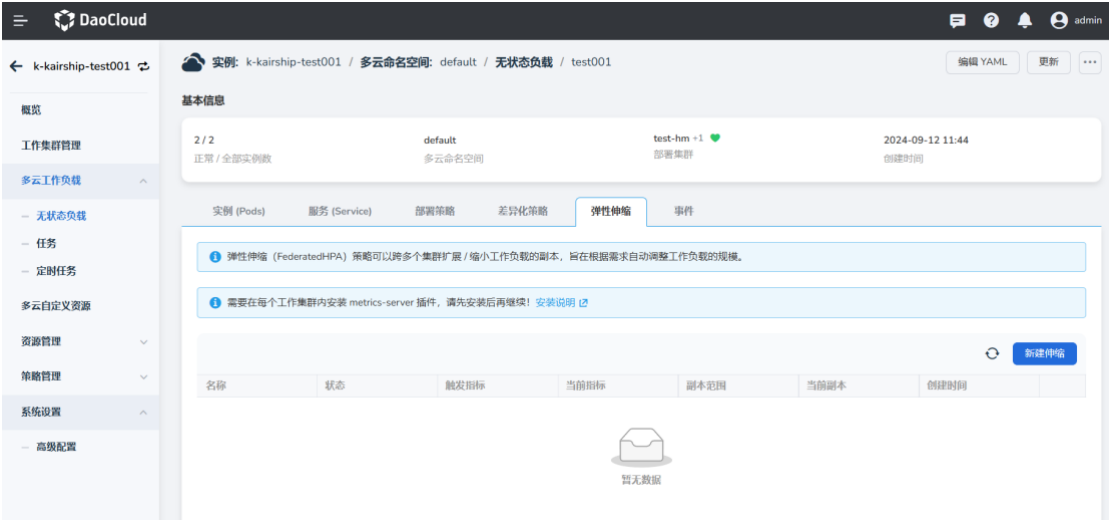 DaoCloud admin
k-kairship-test001
实例: k-kairship-test001 / 多云命名空间: default / 无状态负载 / test001
编辑 YAML 更新
概览
工作集群管理
多云工作负载
无状态负载
任务
定时任务
多云自定义资源
资源管理
策略管理
系统设置
高级配置
基本信息
2 / 2 default test-hm +1 2024-09-12 11:44
正常 / 全部实例数 多云命名空间 部署集群 创建时间
实例 (Pods) 服务 (Service) 部署策略 差异化策略 弹性伸缩 事件
弹性伸缩（FederatedHPA）策略可以跨多个集群扩展 / 缩小工作负载的副本，旨在根据需求自动调整工作负载的规模。
需要在每个工作集群内安装 metrics-server 插件，请先安装后再继续！安装说明
新建伸缩
名称 状态 触发指标 当前指标 副本范围 当前副本 创建时间
暂无数据